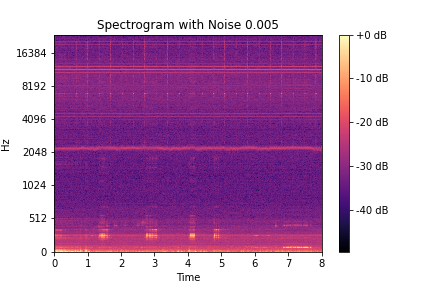 Spectrogram with Noise 0.005
16384
8192
4096
2048
1024
512
0
Hz
0 1 2 3 4 5 6 7 8
Time
+0 dB
-10 dB
-20 dB
-30 dB
-40 dB